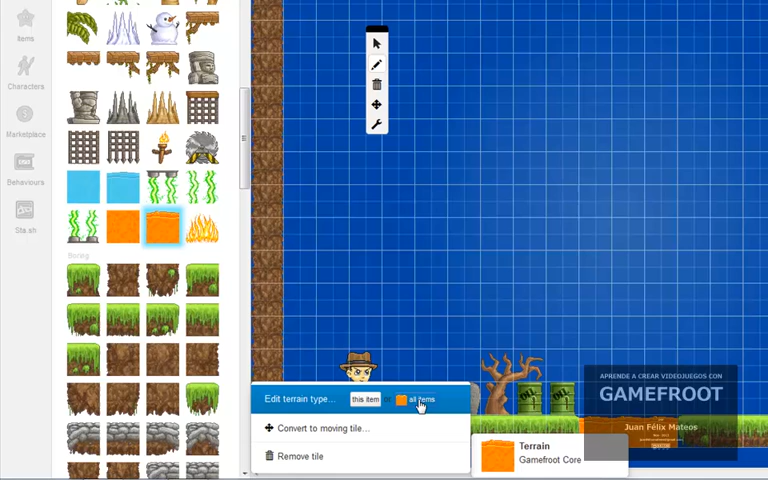 Items
Characters
Marketplace
Behaviours
Sta.sh
Boring
Edit terrain type... this item or all items
Convert to moving tile...
Remove tile
Terrain
Gamefroot Core
APRENDE A CREAR VIDEOJUEGOS CON
GAMEFROOT
Juan Félix Mateos